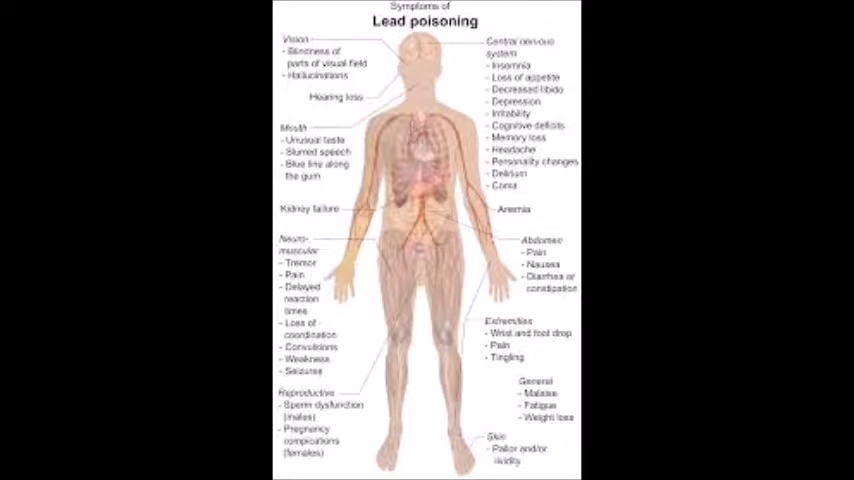 Symptoms of
Lead poisoning
Vision
- Blindness of
parts of visual field
- Hallucinations
Hearing loss
Mouth
- Unusual taste
- Slurred speech
- Blue line along
the gum
Kidney failure
Neuro-
muscular
- Tremor
- Pain
- Delayed
reaction
times
- Loss of
coordination
- Convulsions
- Weakness
- Seizures
Reproductive
- Sperm dysfunction
(males)
- Pregnancy
complications
(females)
Central nervous
system
- Insomnia
- Loss of appetite
- Decreased libido
- Depression
- Irritability
- Cognitive deficits
- Memory loss
- Headache
- Personality changes
- Delirium
- Coma
Anemia
Abdomen
- Pain
- Nausea
- Diarrhea or
constipation
Extremities
- Wrist and foot drop
- Pain
- Tingling
General
- Malaise
- Fatigue
- Weight loss
Skin
- Pallor and/or
lividity